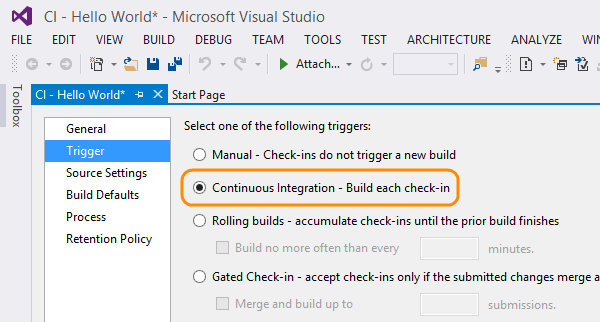 CI - Hello World* - Microsoft Visual Studio
FILE EDIT VIEW BUILD DEBUG TEAM TOOLS TEST ARCHITECTURE ANALYZE WIN
Attach...
Toolbox
CI - Hello World* Start Page
General
Trigger
Source Settings
Build Defaults
Process
Retention Policy
Select one of the following triggers:
Manual - Check-ins do not trigger a new build
Continuous Integration - Build each check-in
Rolling builds - accumulate check-ins until the prior build finishes
Build no more often than every minutes.
Gated Check-in - accept check-ins only if the submitted changes merge a
Merge and build up to submissions.